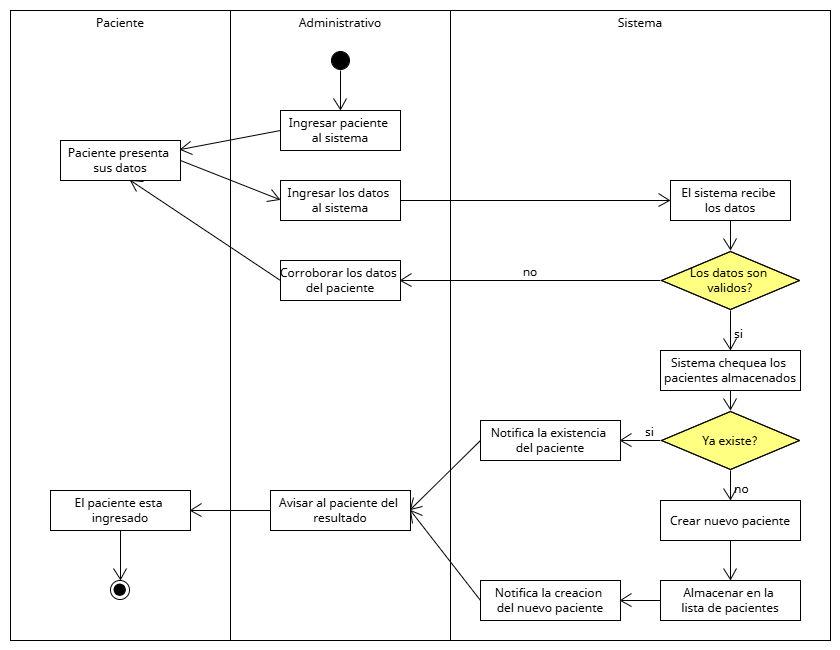 Paciente
Administrativo
Sistema
Ingresar paciente
al sistema
Paciente presenta
sus datos
Ingresar los datos
al sistema
El sistema recibe
los datos
Corroborar los datos
del paciente
no
Los datos son
validos?
si
Sistema chequea los
pacientes almacenados
Notifica la existencia
del paciente
si
Ya existe?
no
El paciente esta
ingresado
Avisar al paciente del
resultado
Crear nuevo paciente
Notifica la creacion
del nuevo paciente
Almacenar en la
lista de pacientes